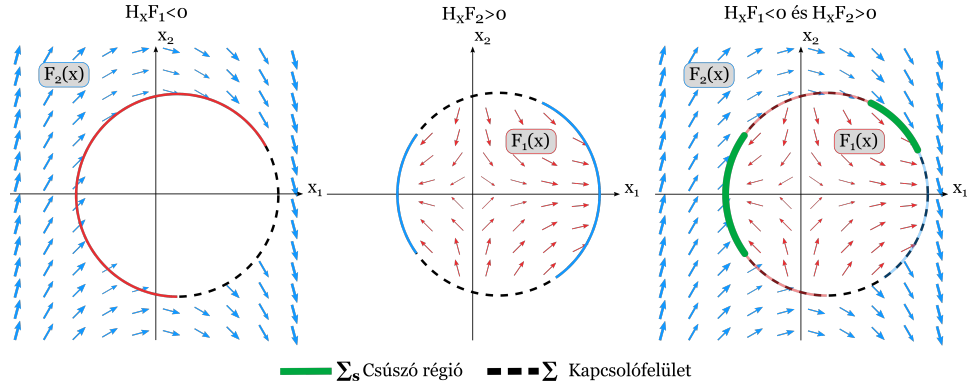 HₓF₁<0
HₓF₂>0
HₓF₁<0 és HₓF₂>0
x₂
x₂
x₂
F₂(x)
F₂(x)
F₁(x)
F₁(x)
x₁
x₁
x₁
∑ₛ Csúszó régió
∑ Kapcsolófelület